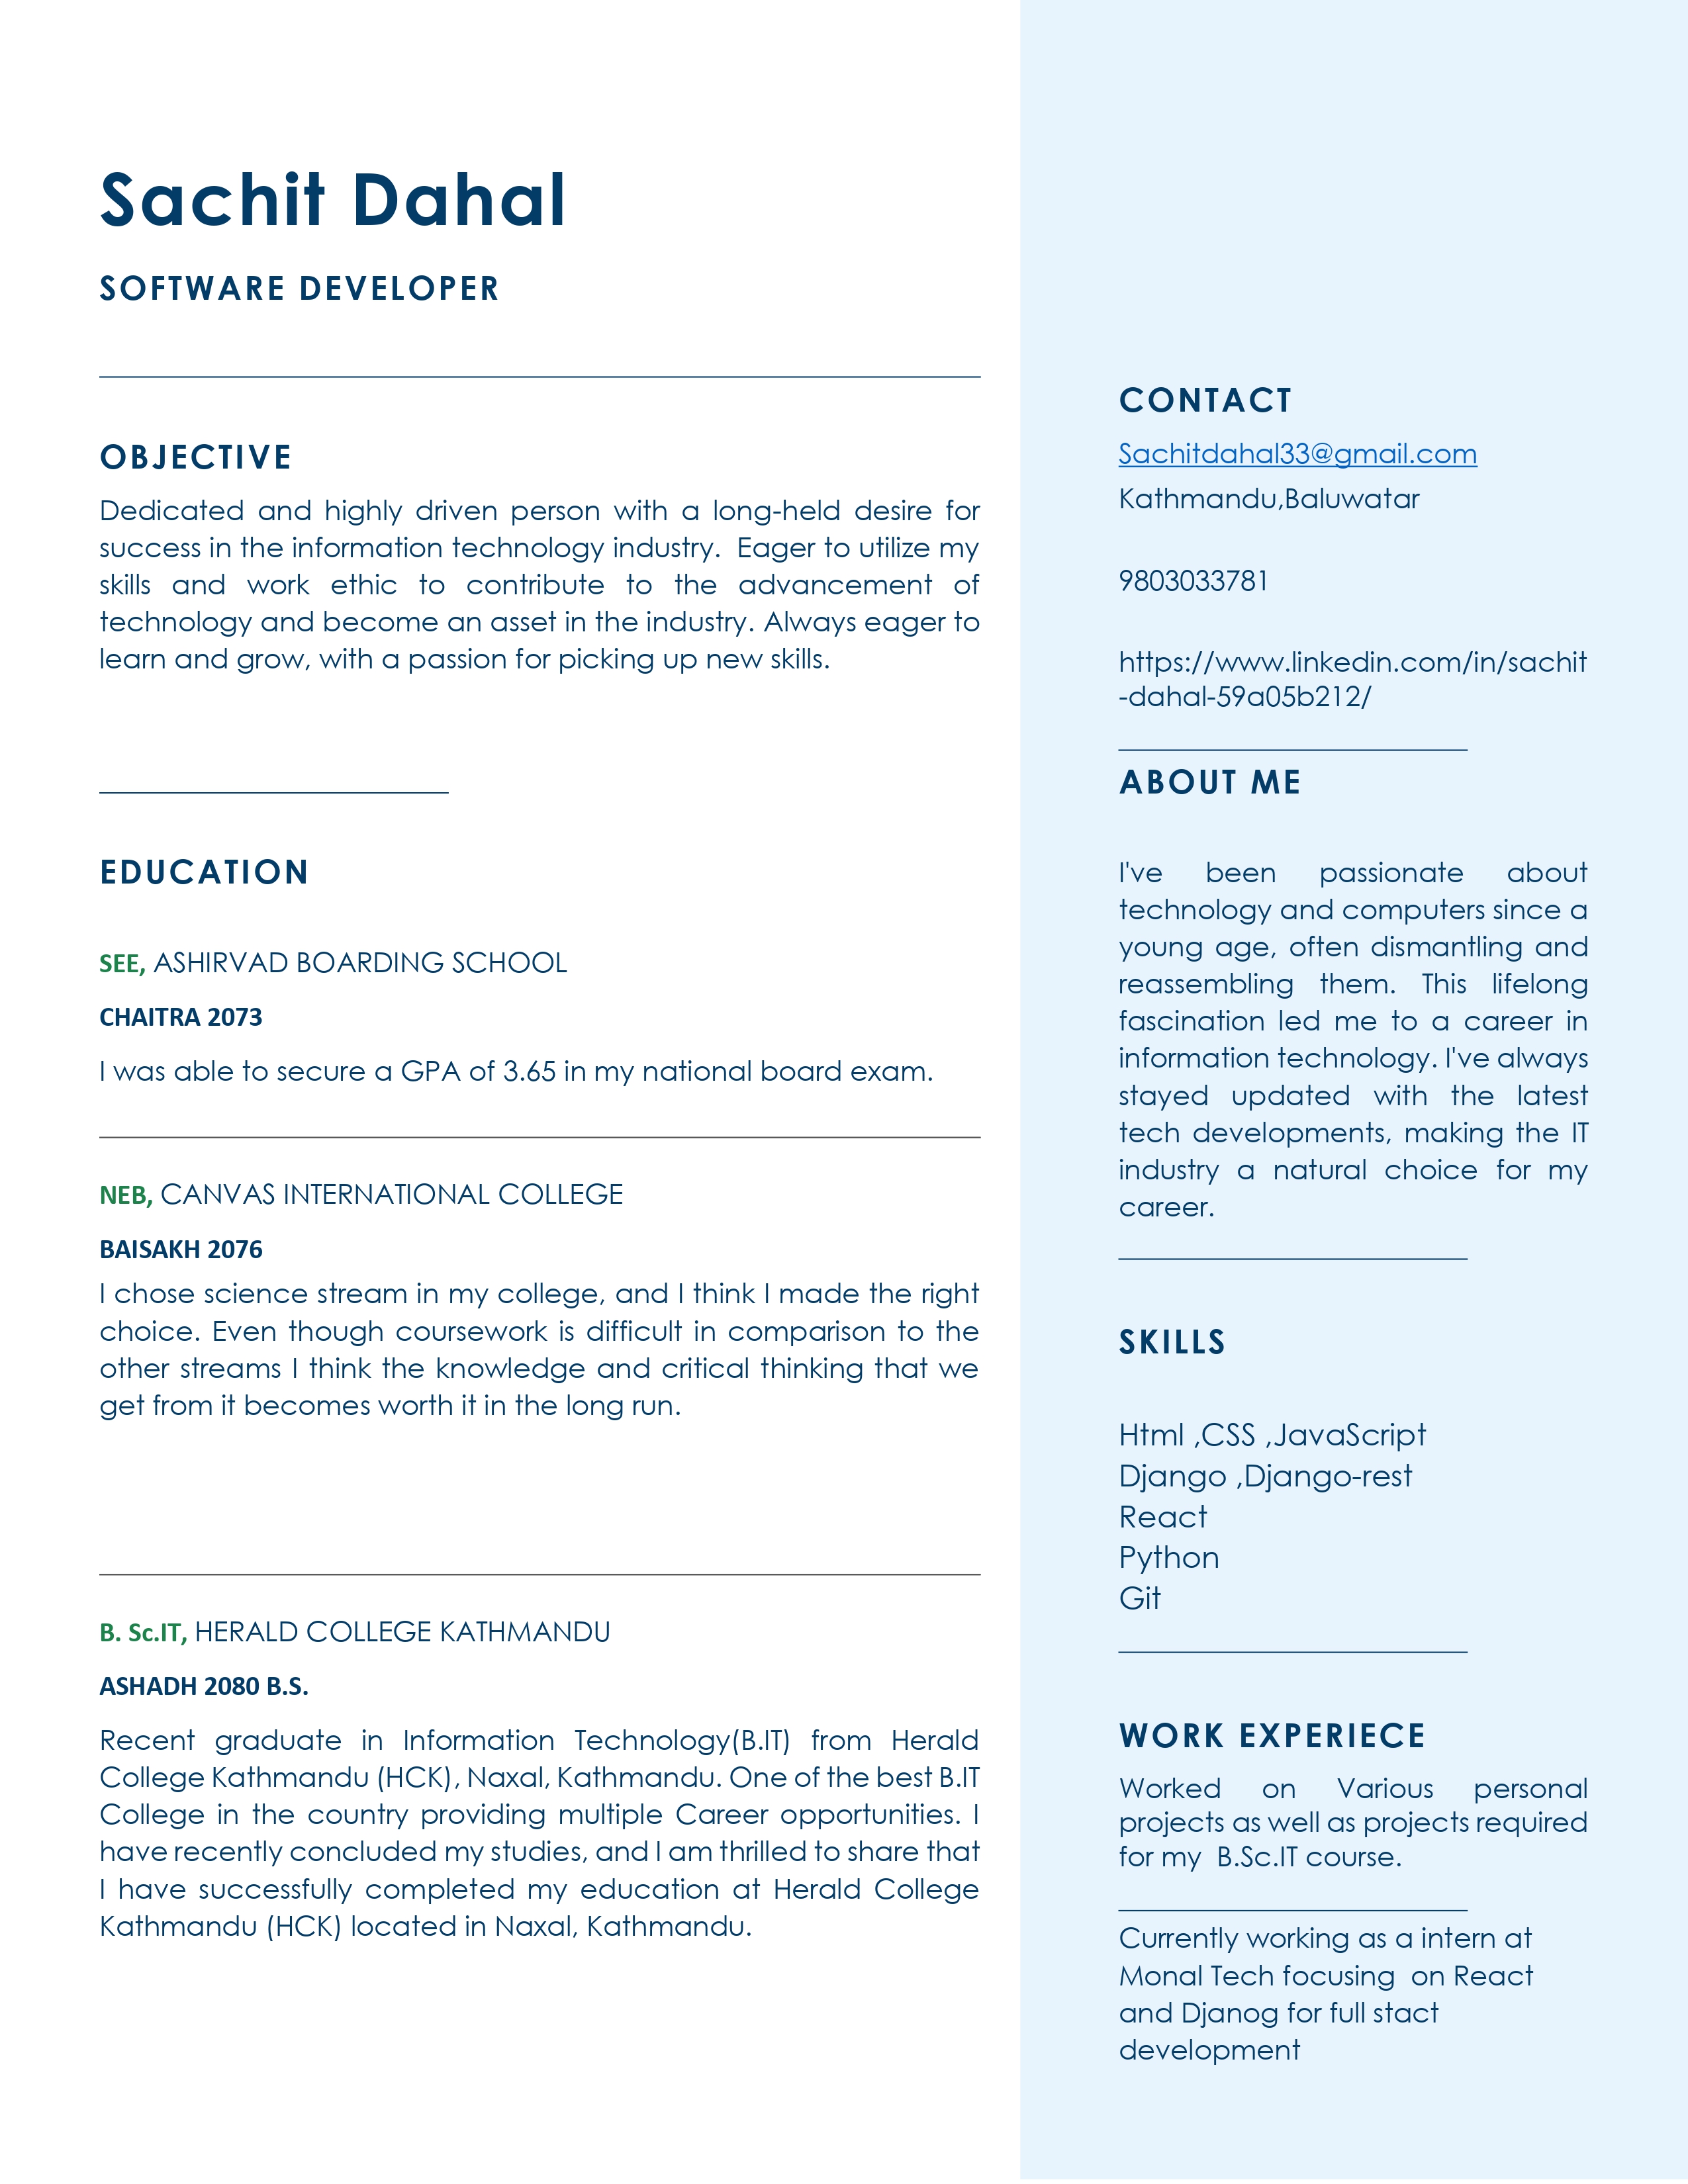 Sachit Dahal
SOFTWARE DEVELOPER
OBJECTIVE
Dedicated and highly driven person with a long-held desire for
success in the information technology industry.  Eager to utilize my
skills and work ethic to contribute to the advancement of
technology and become an asset in the industry. Always eager to
learn and grow, with a passion for picking up new skills.
EDUCATION
SEE, ASHIRVAD BOARDING SCHOOL
CHAITRA 2073
I was able to secure a GPA of 3.65 in my national board exam.
NEB, CANVAS INTERNATIONAL COLLEGE
BAISAKH 2076
I chose science stream in my college, and I think I made the right
choice. Even though coursework is difficult in comparison to the
other streams I think the knowledge and critical thinking that we
get from it becomes worth it in the long run.
B. Sc.IT, HERALD COLLEGE KATHMANDU
ASHADH 2080 B.S.
Recent graduate in Information Technology(B.IT) from Herald
College Kathmandu (HCK), Naxal, Kathmandu. One of the best B.IT
College in the country providing multiple Career opportunities. I
have recently concluded my studies, and I am thrilled to share that
I have successfully completed my education at Herald College
Kathmandu (HCK) located in Naxal, Kathmandu.
CONTACT
Sachitdahal33@gmail.com
Kathmandu,Baluwatar
9803033781
https://www.linkedin.com/in/sachit
-dahal-59a05b212/
ABOUT ME
I've been passionate about
technology and computers since a
young age, often dismantling and
reassembling them. This lifelong
fascination led me to a career in
information technology. I've always
stayed updated with the latest
tech developments, making the IT
industry a natural choice for my
career.
SKILLS
Html ,CSS ,JavaScript
Django ,Django-rest
React
Python
Git
WORK EXPERIECE
Worked on Various personal
projects as well as projects required
for my  B.Sc.IT course.
Currently working as a intern at
Monal Tech focusing  on React
and Djanog for full stact
development